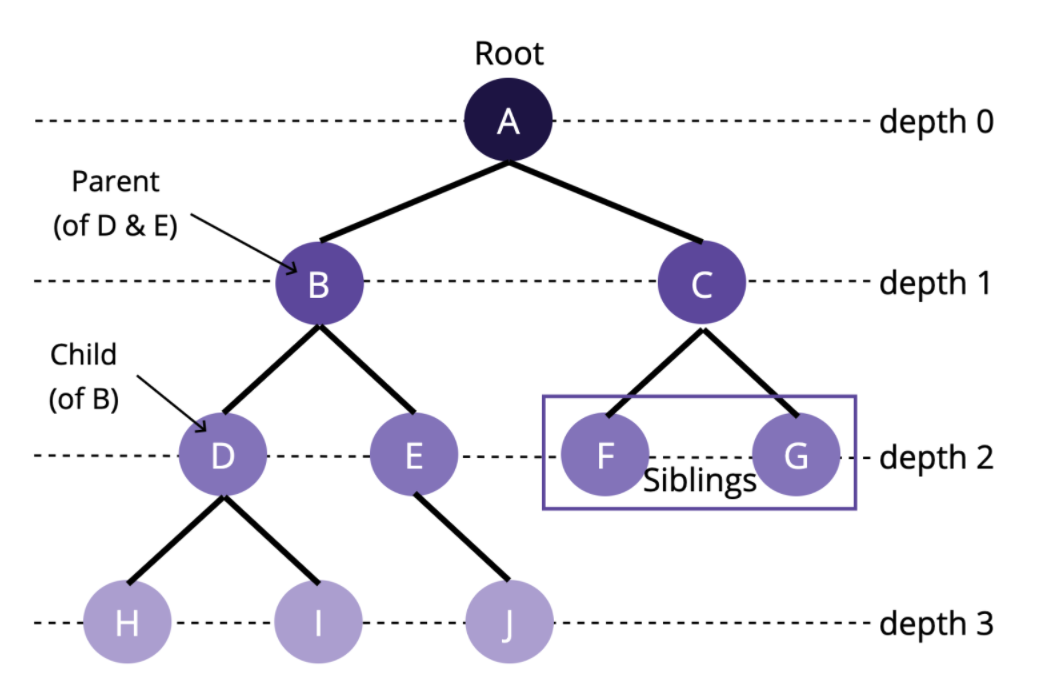 Root
A
depth 0
Parent
(of D & E)
B
C
depth 1
Child
(of B)
D
E
F
G
depth 2
Siblings
H
I
J
depth 3